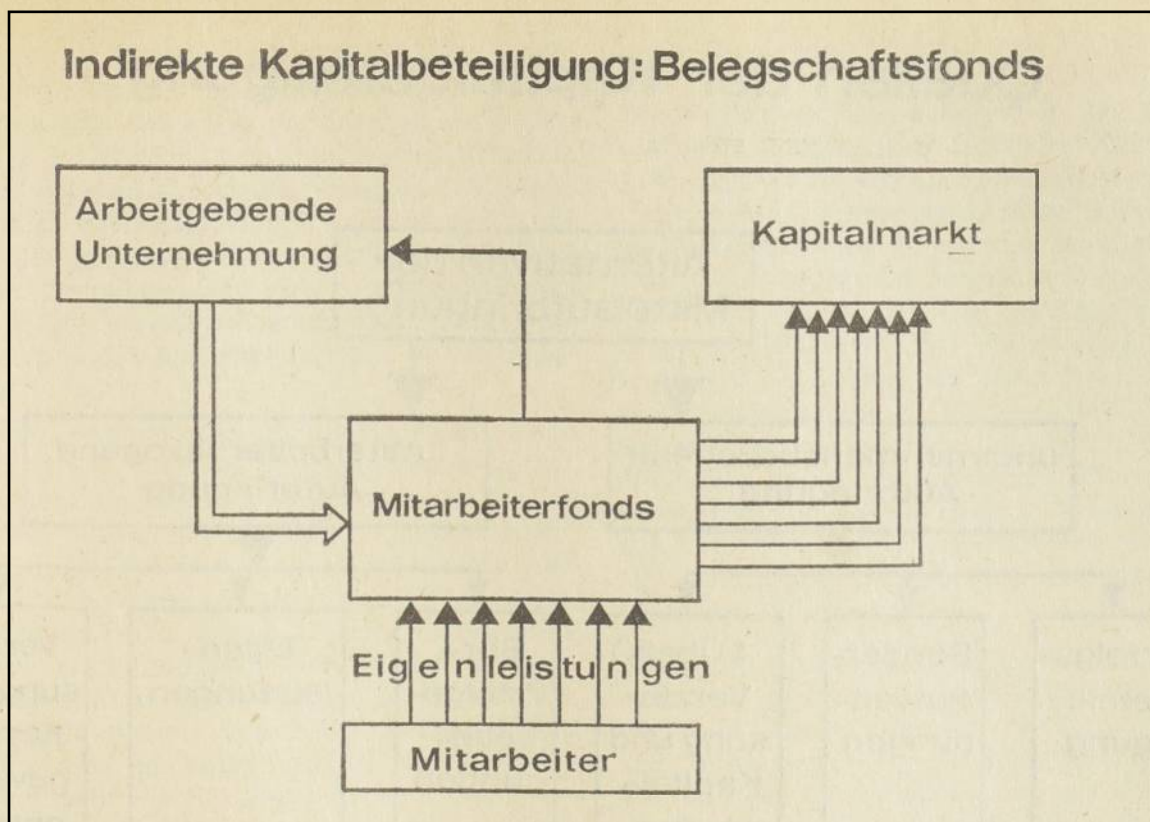 Indirekte Kapitalbeteiligung: Belegschaftsfonds
Arbeitgebende
Unternehmung
Kapitalmarkt
Mitarbeiterfonds
Eigenleistungen
Mitarbeiter